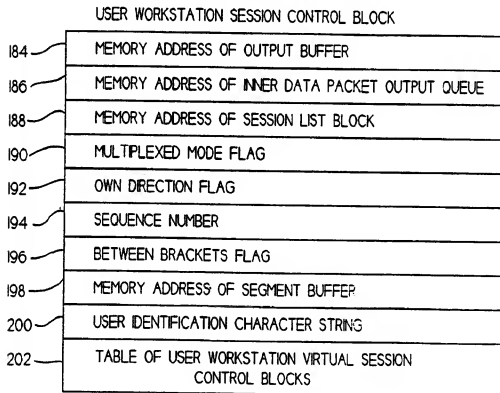 USER WORKSTATION SESSION CONTROL BLOCK
184 MEMORY ADDRESS OF OUTPUT BUFFER
186 MEMORY ADDRESS OF INNER DATA PACKET OUTPUT QUEUE
188 MEMORY ADDRESS OF SESSION LIST BLOCK
190 MULTIPLEXED MODE FLAG
192 OWN DIRECTION FLAG
194 SEQUENCE NUMBER
196 BETWEEN BRACKETS FLAG
198 MEMORY ADDRESS OF SEGMENT BUFFER
200 USER IDENTIFICATION CHARACTER STRING
202 TABLE OF USER WORKSTATION VIRTUAL SESSION
CONTROL BLOCKS